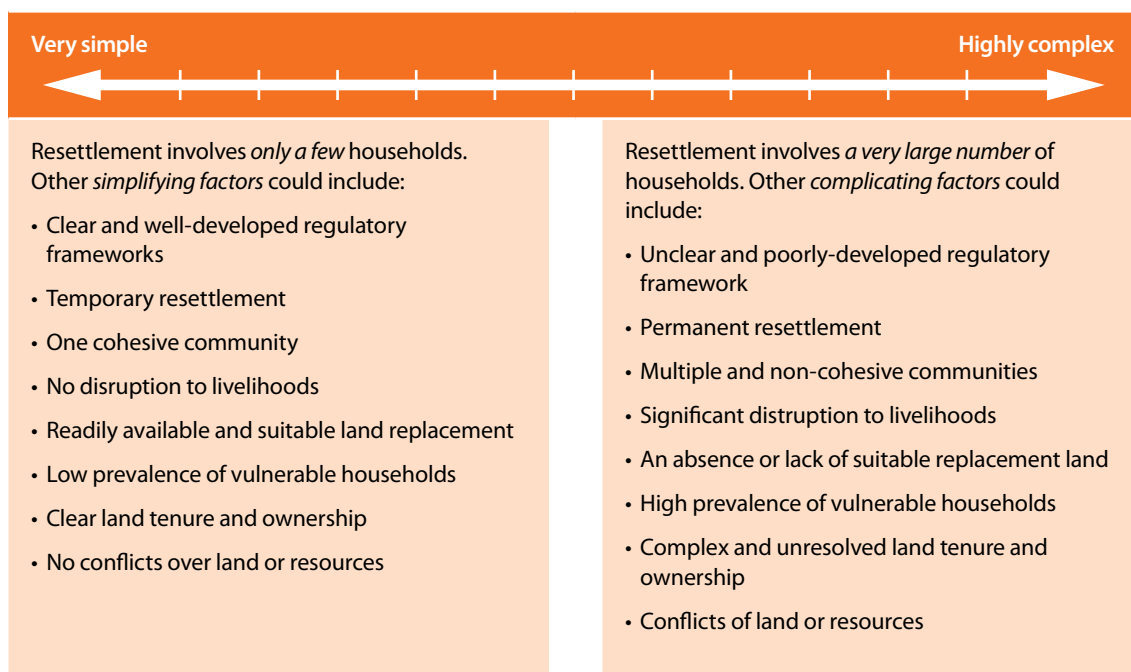 Very simple
Highly complex
Resettlement involves only a few households.
Other simplifying factors could include:
• Clear and well-developed regulatory
frameworks
• Temporary resettlement
• One cohesive community
• No disruption to livelihoods
• Readily available and suitable land replacement
• Low prevalence of vulnerable households
• Clear land tenure and ownership
• No conflicts over land or resources
Resettlement involves a very large number of
households. Other complicating factors could
include:
• Unclear and poorly-developed regulatory
framework
• Permanent resettlement
• Multiple and non-cohesive communities
• Significant distruption to livelihoods
• An absence or lack of suitable replacement land
• High prevalence of vulnerable households
• Complex and unresolved land tenure and
ownership
• Conflicts of land or resources